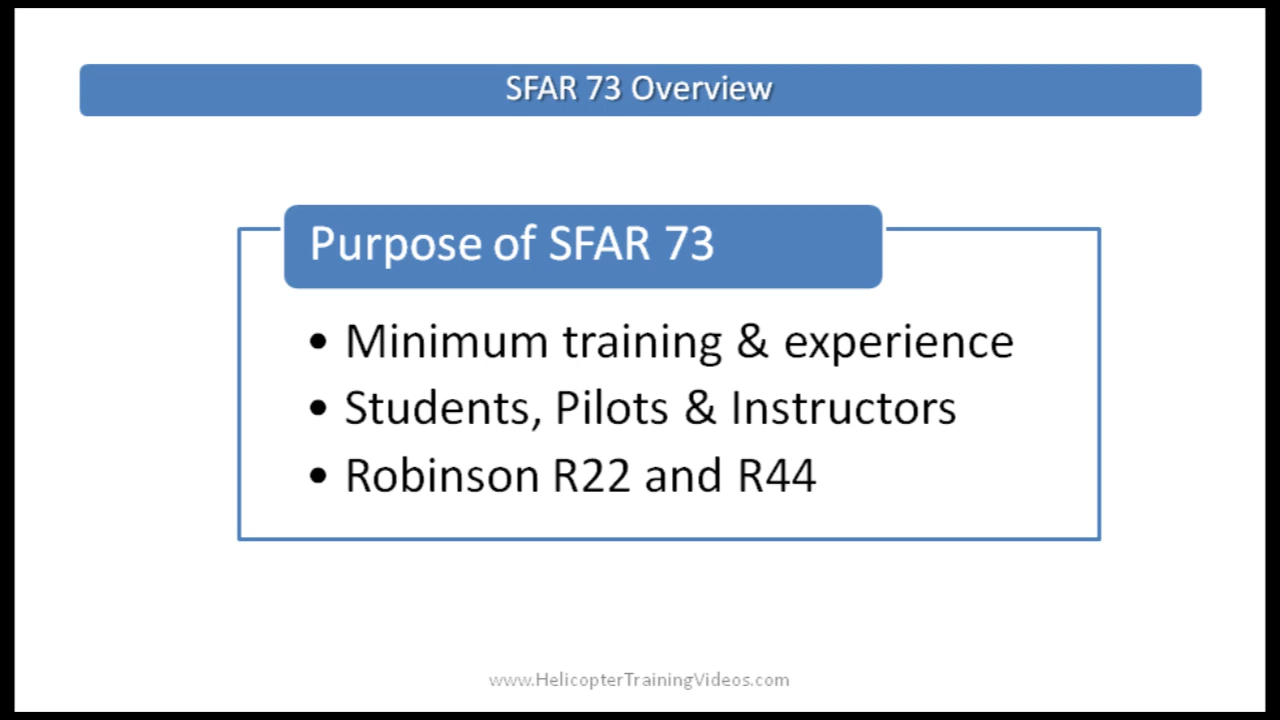 SFAR 73 Overview
Purpose of SFAR 73
• Minimum training & experience
• Students, Pilots & Instructors
• Robinson R22 and R44
www.HelicopterTrainingVideos.com